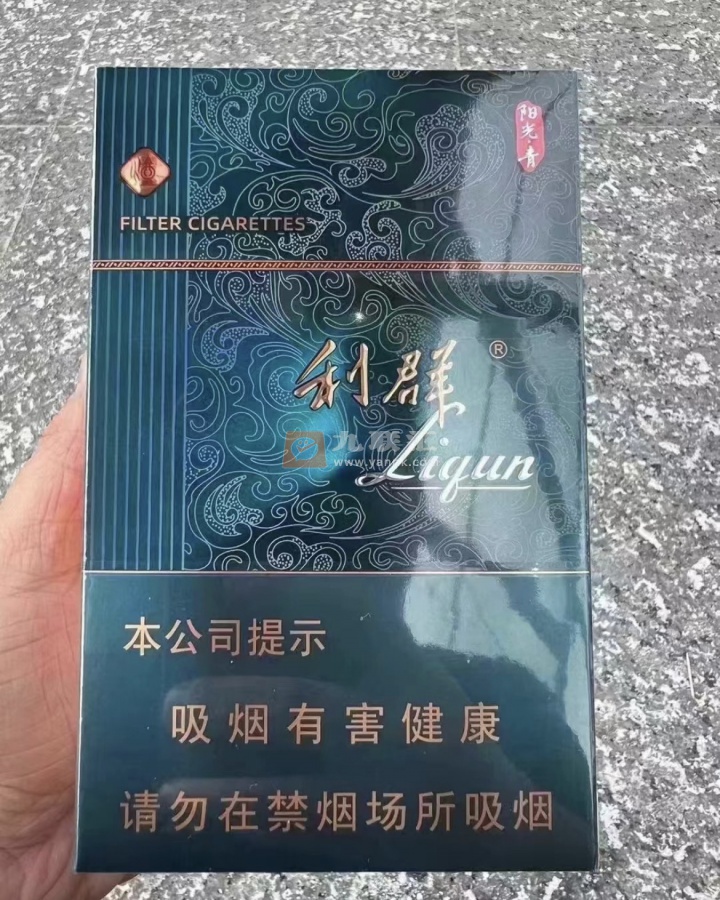 阳光·青
FILTER CIGARETTES
利群 ®
Liqun
本公司提示
吸烟有害健康
请勿在禁烟场所吸烟